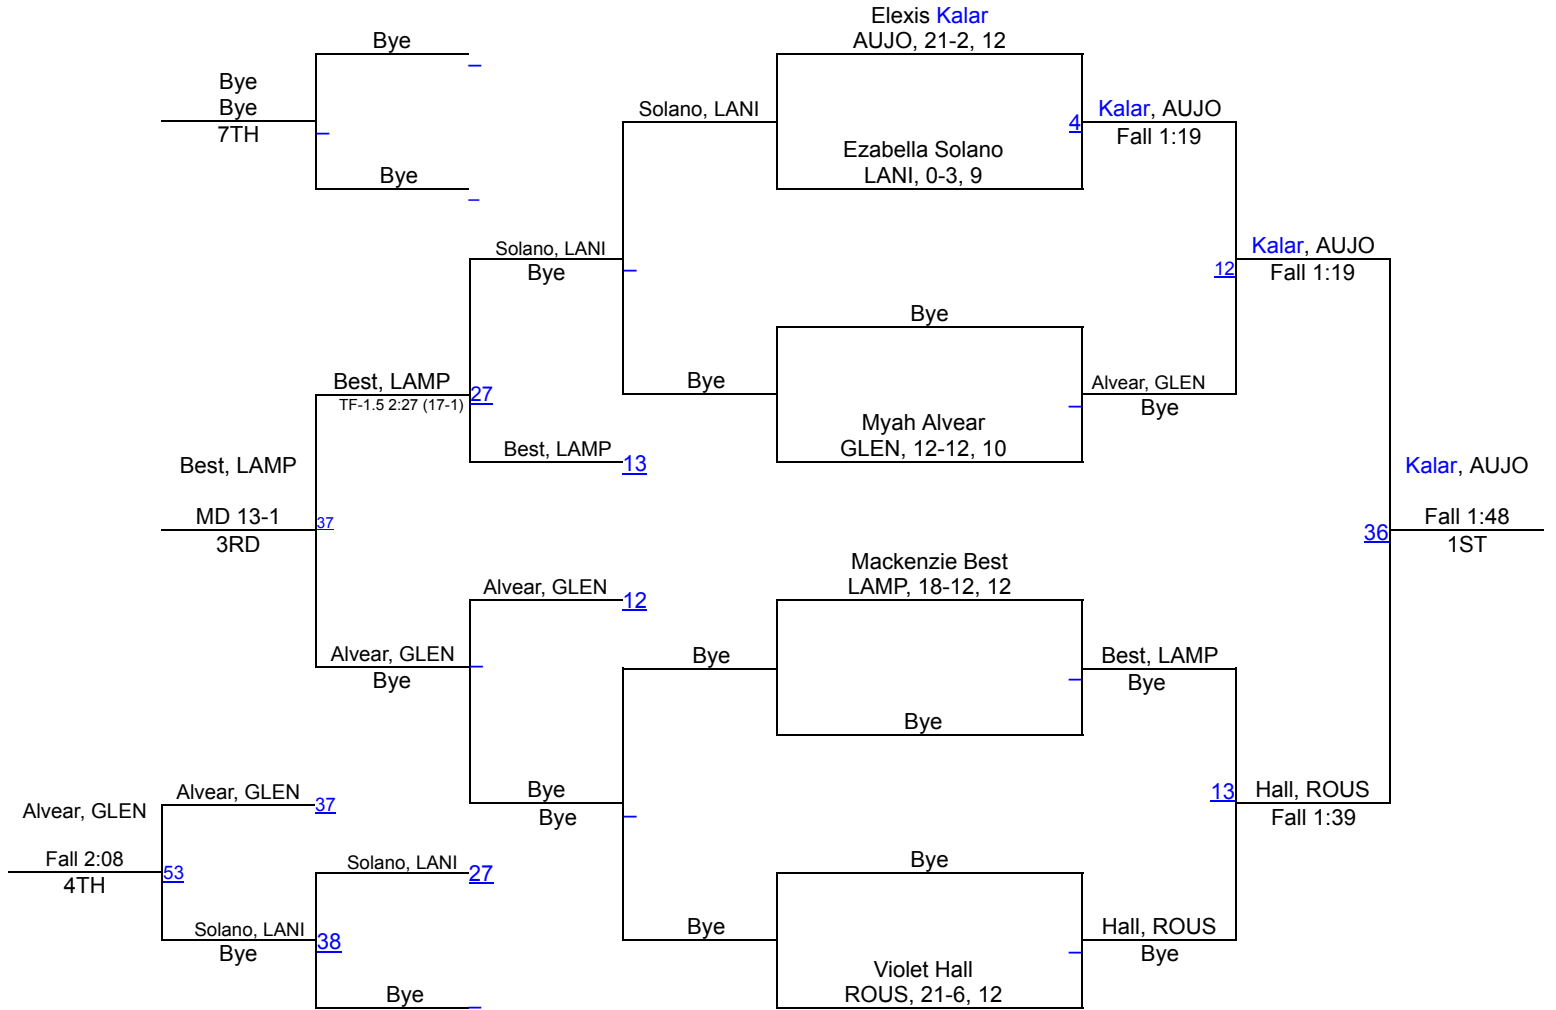 Elexis Kalar
AUJO, 21-2, 12
Bye
Bye
Bye
7TH
Solano, LANI
4
Kalar, AUJO
Fall 1:19
Ezabella Solano
LANI, 0-3, 9
Bye
Solano, LANI
Bye
12
Kalar, AUJO
Fall 1:19
Bye
Best, LAMP
TF-1.5 2:27 (17-1)
27
Bye
Alvear, GLEN
Bye
Myah Alvear
GLEN, 12-12, 10
Best, LAMP
13
Best, LAMP
MD 13-1
3RD
37
Kalar, AUJO
Fall 1:48
1ST
36
Mackenzie Best
LAMP, 18-12, 12
Alvear, GLEN
12
Alvear, GLEN
Bye
Bye
Best, LAMP
Bye
Bye
Alvear, GLEN
Alvear, GLEN
37
Bye
Bye
13
Hall, ROUS
Fall 1:39
Fall 2:08
4TH
53
Solano, LANI
27
Bye
Solano, LANI
Bye
38
Bye
Hall, ROUS
Bye
Violet Hall
ROUS, 21-6, 12
Bye